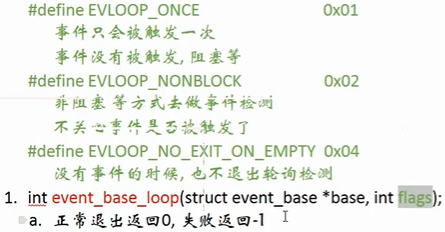 #define EVLOOP_ONCE 0x01
事件只会被触发一次
事件没有被触发, 阻塞等
#define EVLOOP_NONBLOCK 0x02
非阻塞 等方式去做事件检测
不关心事件是否被触发了
#define EVLOOP_NO_EXIT_ON_EMPTY 0x04
没有事件的时候, 也不退出轮询检测
1. int event_base_loop(struct event_base *base, int flags);
a. 正常退出返回0, 失败返回-1